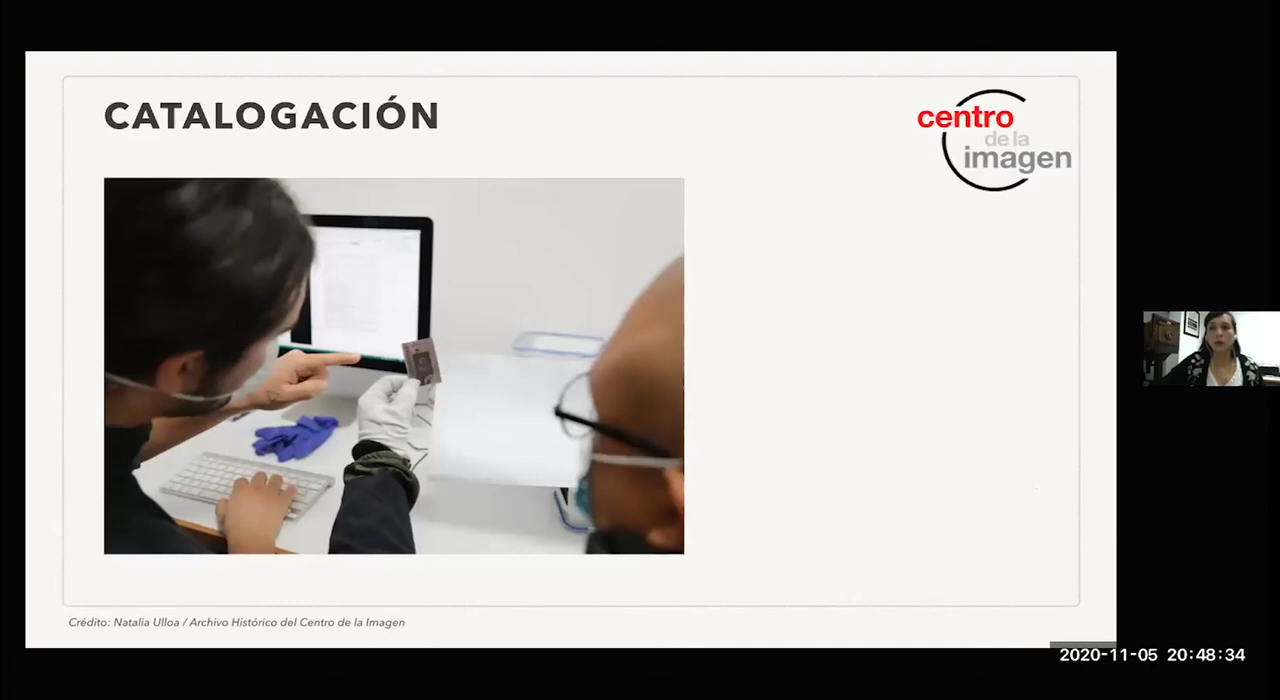 CATALOGACIÓN
centro
de la
imagen
Crédito: Natalia Ulloa / Archivo Histórico del Centro de la Imagen
2020-11-05 20:48:34